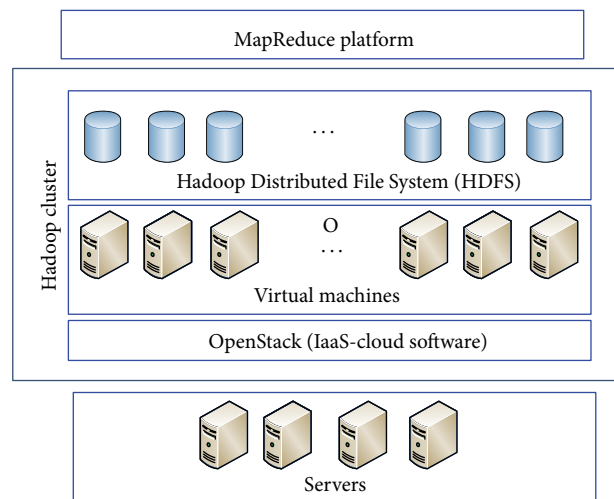 MapReduce platform
Hadoop cluster
...
Hadoop Distributed File System (HDFS)
O
...
Virtual machines
OpenStack (IaaS-cloud software)
Servers